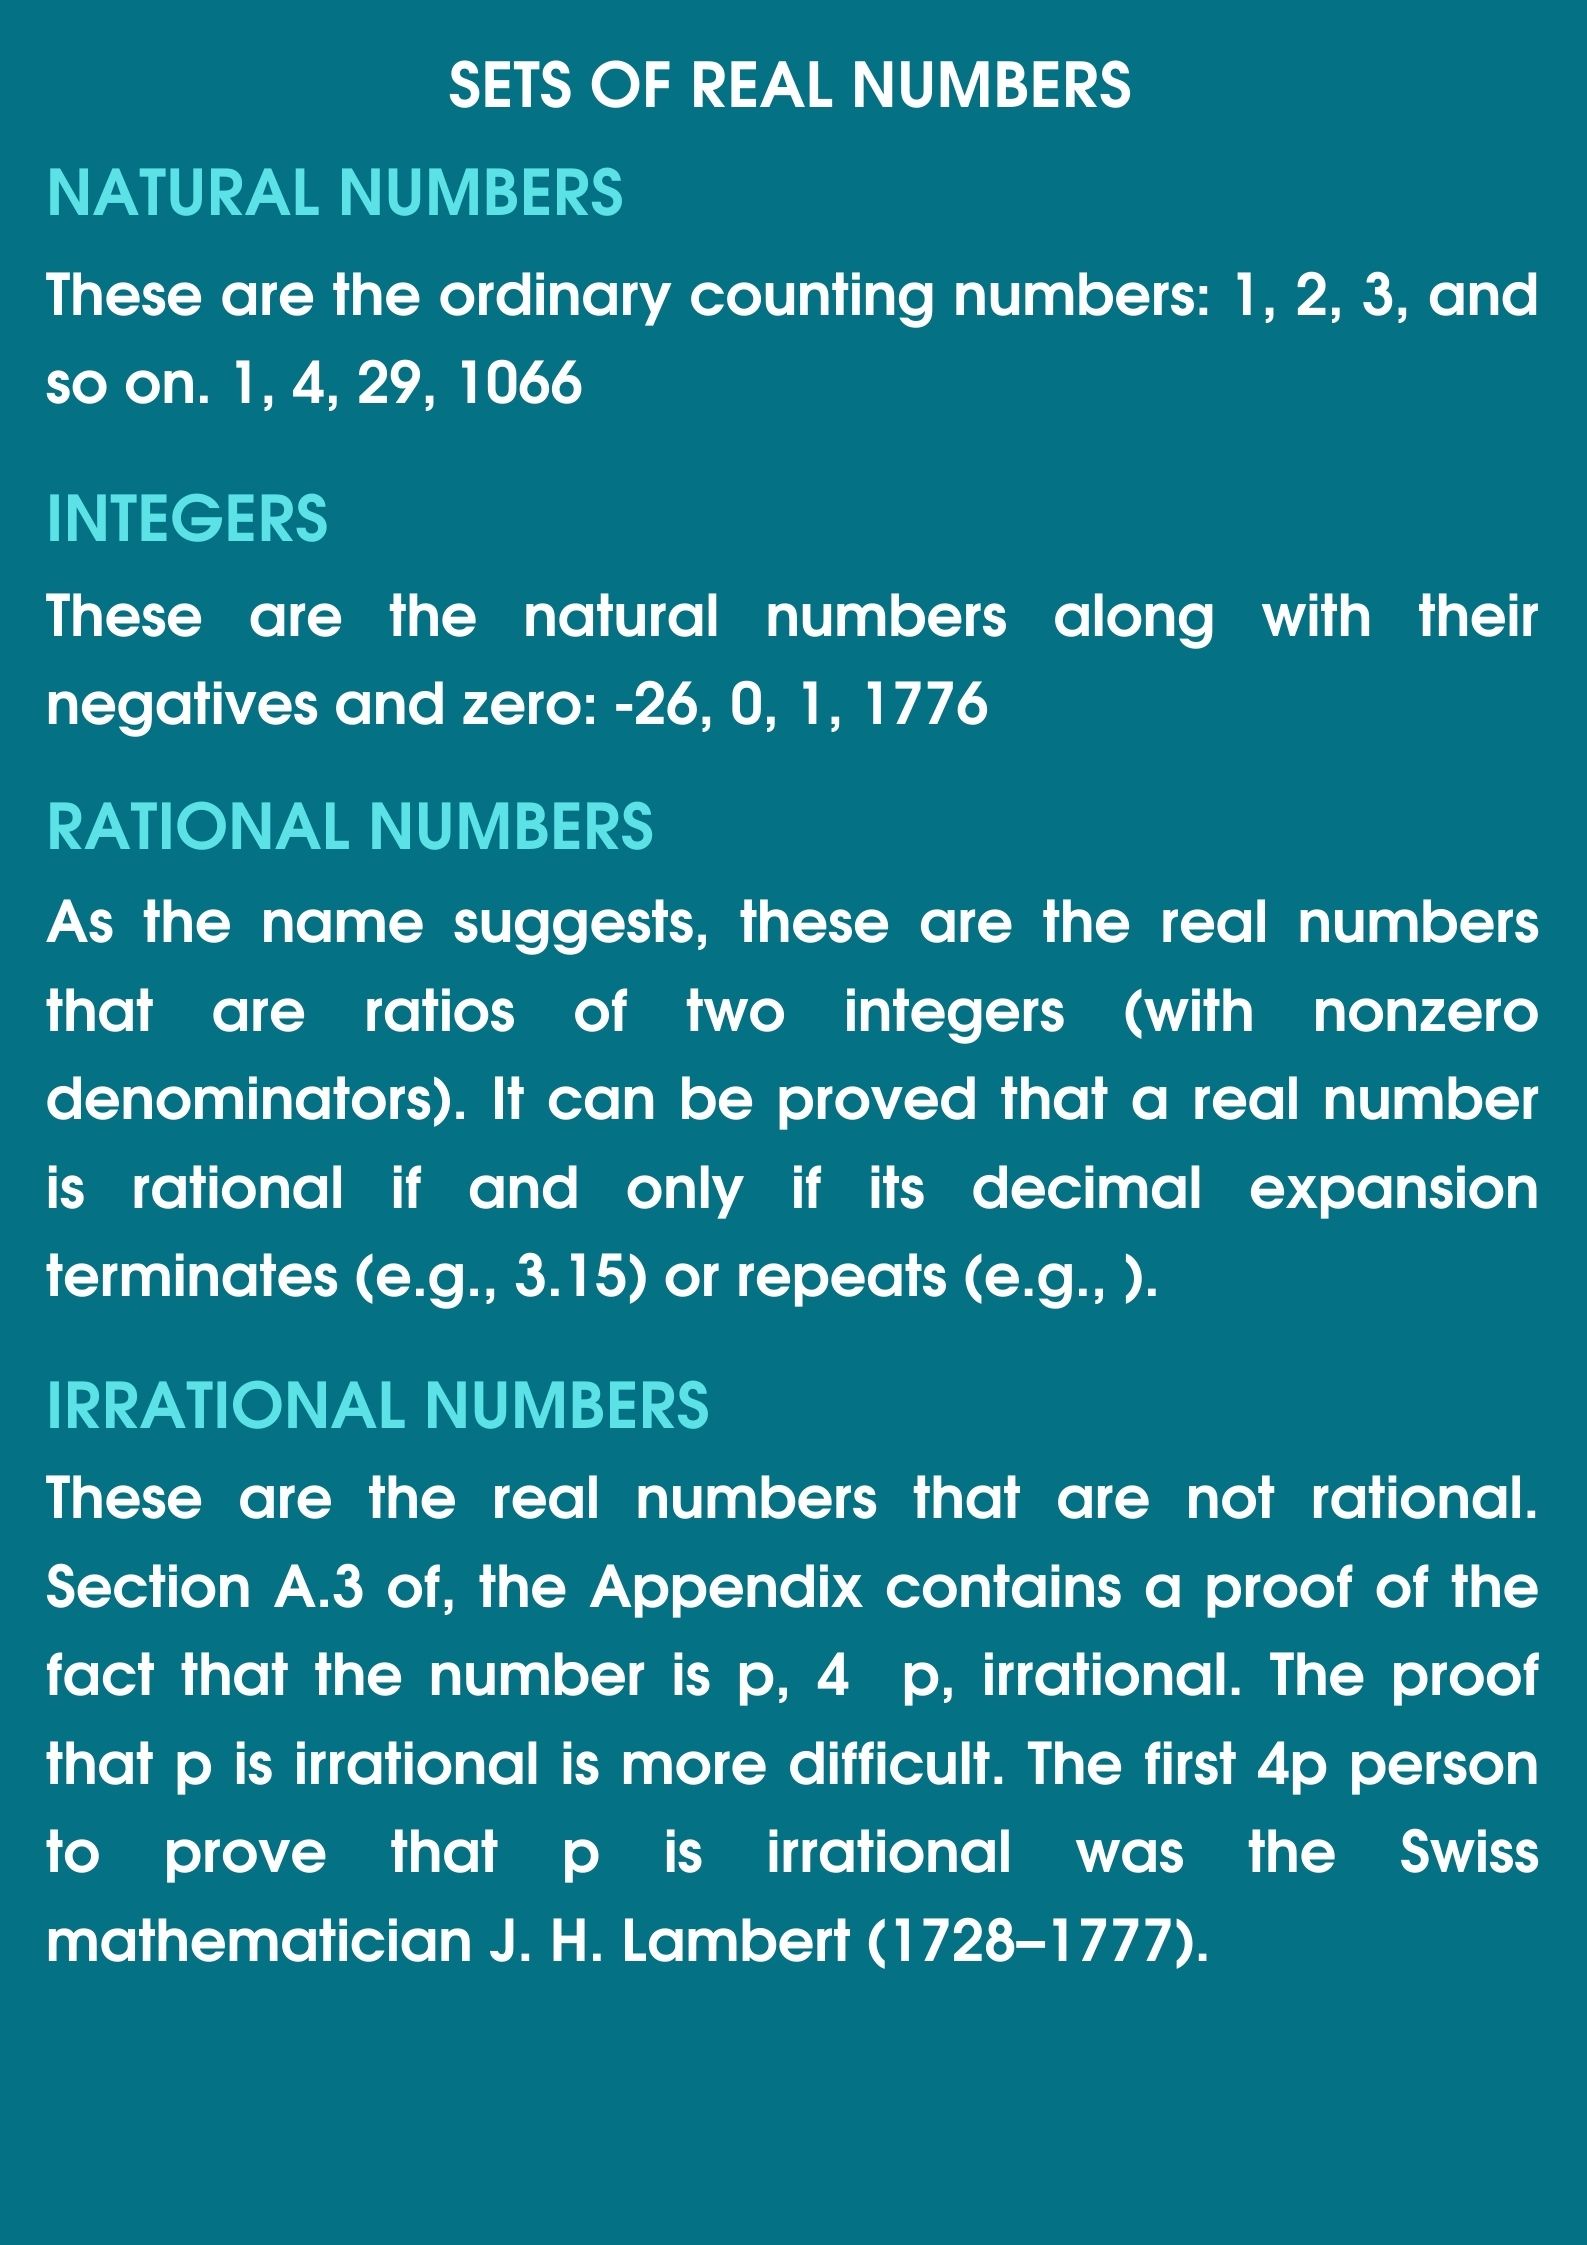 SETS OF REAL NUMBERS
NATURAL NUMBERS
These are the ordinary counting numbers: 1, 2, 3, and
so on. 1, 4, 29, 1066
INTEGERS
These are the natural numbers along with their
negatives and zero: -26, 0, 1, 1776
RATIONAL NUMBERS
As the name suggests, these are the real numbers
that are ratios of two integers (with nonzero
denominators). It can be proved that a real number
is rational if and only if its decimal expansion
terminates (e.g., 3.15) or repeats (e.g., ).
IRRATIONAL NUMBERS
These are the real numbers that are not rational.
Section A.3 of, the Appendix contains a proof of the
fact that the number is p, 4 p, irrational. The proof
that p is irrational is more difficult. The first 4p person
to prove that p is irrational was the Swiss
mathematician J. H. Lambert (1728–1777).